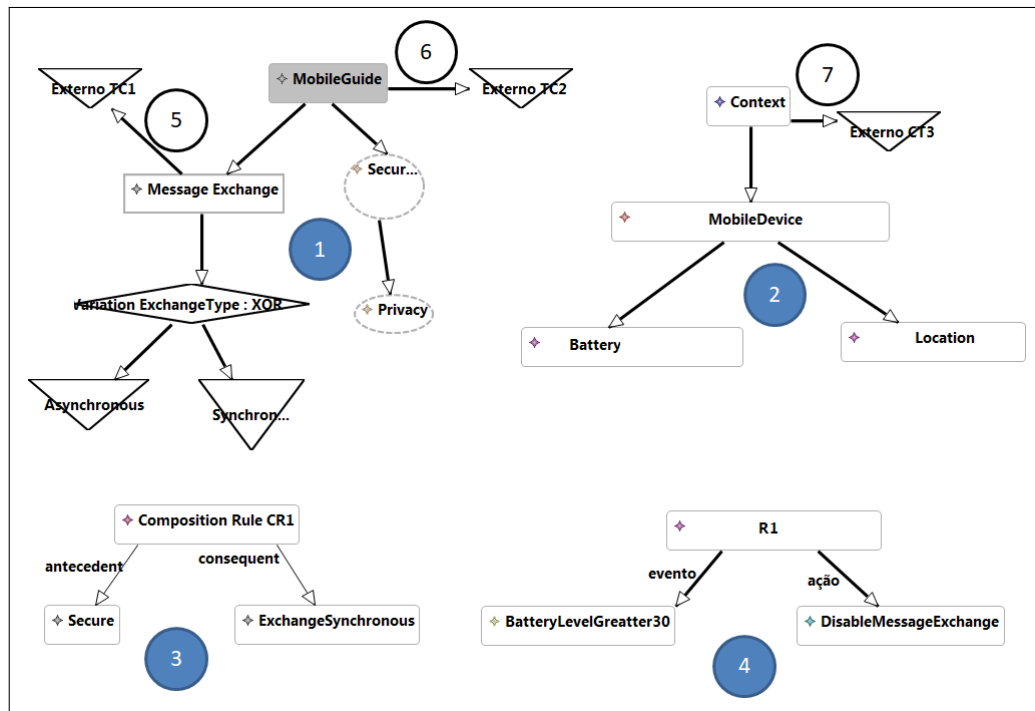 6
MobileGuide
Externo TC1
Externo TC2
7
Context
Externo CT3
5
Secur...
Message Exchange
1
MobileDevice
2
Variation ExchangeType : XOR
Privacy
Battery
Location
Asynchronous
Synchron...
Composition Rule CR1
antecedent
consequent
Secure
ExchangeSynchronous
3
R1
evento
ação
BatteryLevelGreatter30
DisableMessageExchange
4